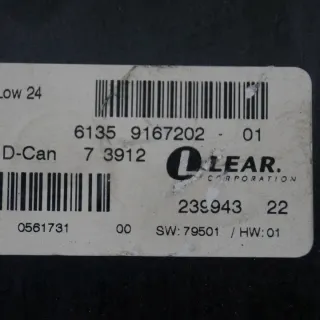 Low 24
6135 9167202 - 01
D-Can 7 3912
LEAR.
CORPORATION
239943 22
0561731 00 SW: 79501 / HW: 01